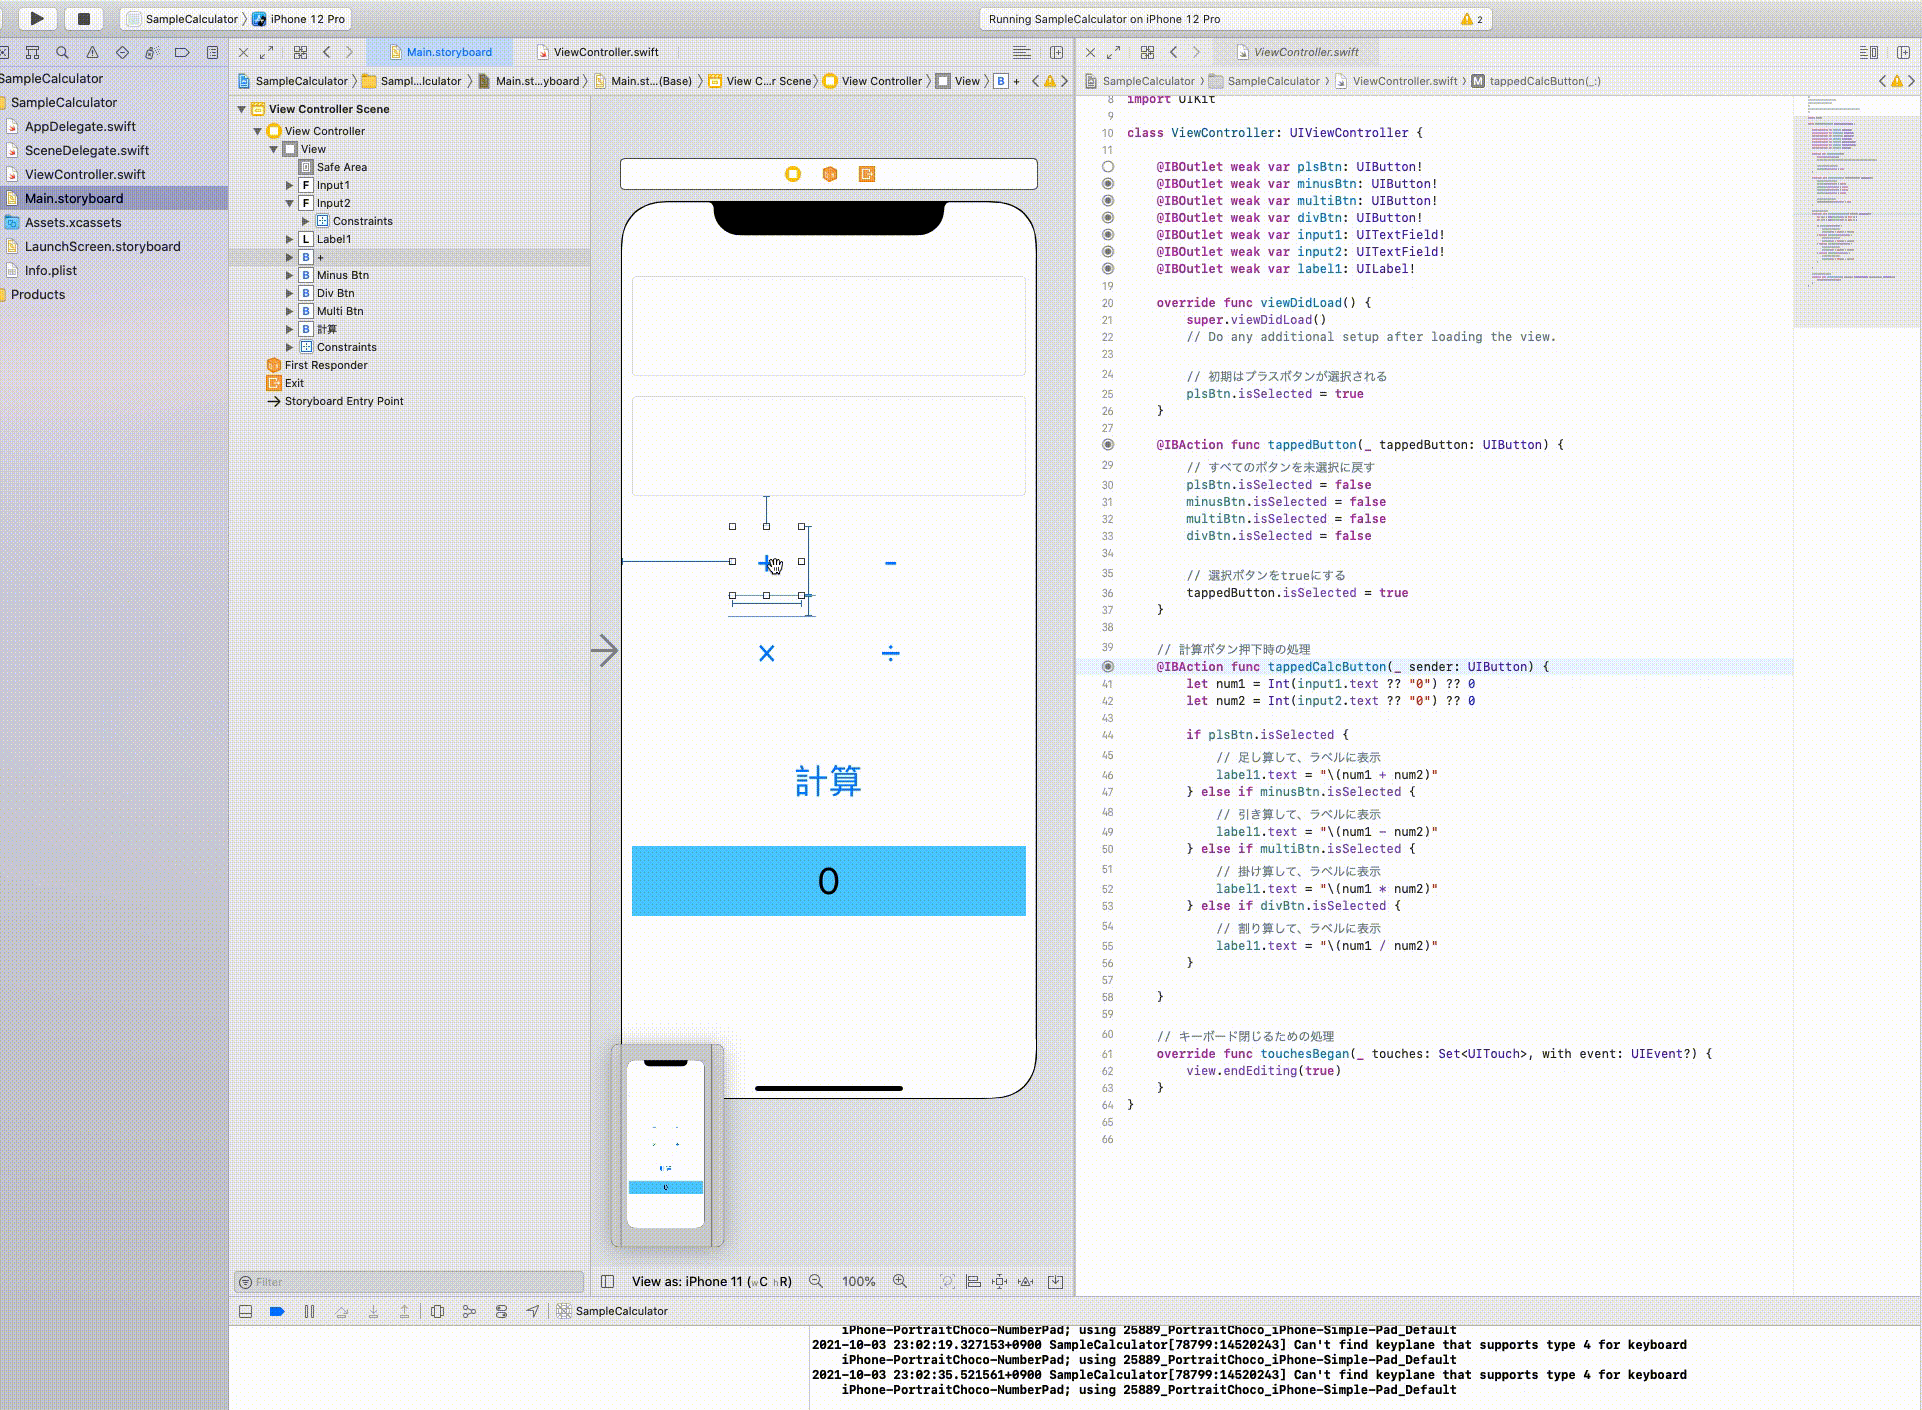 SampleCalculator 〉 iPhone 12 Pro
Running SampleCalculator on iPhone 12 Pro
2
Main.storyboard
ViewController.swift
ViewController.swift
SampleCalculator
SampleCalculator
AppDelegate.swift
SceneDelegate.swift
ViewController.swift
Main.storyboard
Assets.xcassets
LaunchScreen.storyboard
Info.plist
Products
SampleCalculator 〉 Sampl...lculator 〉 Main.st...yboard 〉 Main.st...(Base) 〉 View C...r Scene 〉 View Controller 〉 View 〉 B +
View Controller Scene
View Controller
View
Safe Area
F Input1
F Input2
Constraints
L Label1
B +
B Minus Btn
B Div Btn
B Multi Btn
B 計算
Constraints
First Responder
Exit
Storyboard Entry Point
Filter
+
-
×
÷
計算
0
0
View as: iPhone 11 (wC hR)
100%
SampleCalculator 〉 SampleCalculator 〉 ViewController.swift 〉 M tappedCalcButton(_:)
8 import UIKit
9
10 class ViewController: UIViewController {
11
@IBOutlet weak var plsBtn: UIButton!
@IBOutlet weak var minusBtn: UIButton!
@IBOutlet weak var multiBtn: UIButton!
@IBOutlet weak var divBtn: UIButton!
@IBOutlet weak var input1: UITextField!
@IBOutlet weak var input2: UITextField!
@IBOutlet weak var label1: UILabel!
19
20 override func viewDidLoad() {
21 super.viewDidLoad()
22 // Do any additional setup after loading the view.
23
24 // 初期はプラスボタンが選択される
25 plsBtn.isSelected = true
26 }
27
@IBAction func tappedButton(_ tappedButton: UIButton) {
29 // すべてのボタンを未選択に戻す
30 plsBtn.isSelected = false
31 minusBtn.isSelected = false
32 multiBtn.isSelected = false
33 divBtn.isSelected = false
34
35 // 選択ボタンをtrueにする
36 tappedButton.isSelected = true
37 }
38
39 // 計算ボタン押下時の処理
@IBAction func tappedCalcButton(_ sender: UIButton) {
41 let num1 = Int(input1.text ?? "0") ?? 0
42 let num2 = Int(input2.text ?? "0") ?? 0
43
44 if plsBtn.isSelected {
45 // 足し算して、ラベルに表示
46 label1.text = "\(num1 + num2)"
47 } else if minusBtn.isSelected {
48 // 引き算して、ラベルに表示
49 label1.text = "\(num1 - num2)"
50 } else if multiBtn.isSelected {
51 // 掛け算して、ラベルに表示
52 label1.text = "\(num1 * num2)"
53 } else if divBtn.isSelected {
54 // 割り算して、ラベルに表示
55 label1.text = "\(num1 / num2)"
56 }
57
58 }
59
60 // キーボード閉じるための処理
61 override func touchesBegan(_ touches: Set<UITouch>, with event: UIEvent?) {
62 view.endEditing(true)
63 }
64 }
65
66
SampleCalculator
iPhone-PortraitChoco-NumberPad; using 25889_PortraitChoco_iPhone-Simple-Pad_Default
2021-10-03 23:02:19.327153+0900 SampleCalculator[78799:14520243] Can't find keyplane that supports type 4 for keyboard
iPhone-PortraitChoco-NumberPad; using 25889_PortraitChoco_iPhone-Simple-Pad_Default
2021-10-03 23:02:35.521561+0900 SampleCalculator[78799:14520243] Can't find keyplane that supports type 4 for keyboard
iPhone-PortraitChoco-NumberPad; using 25889_PortraitChoco_iPhone-Simple-Pad_Default